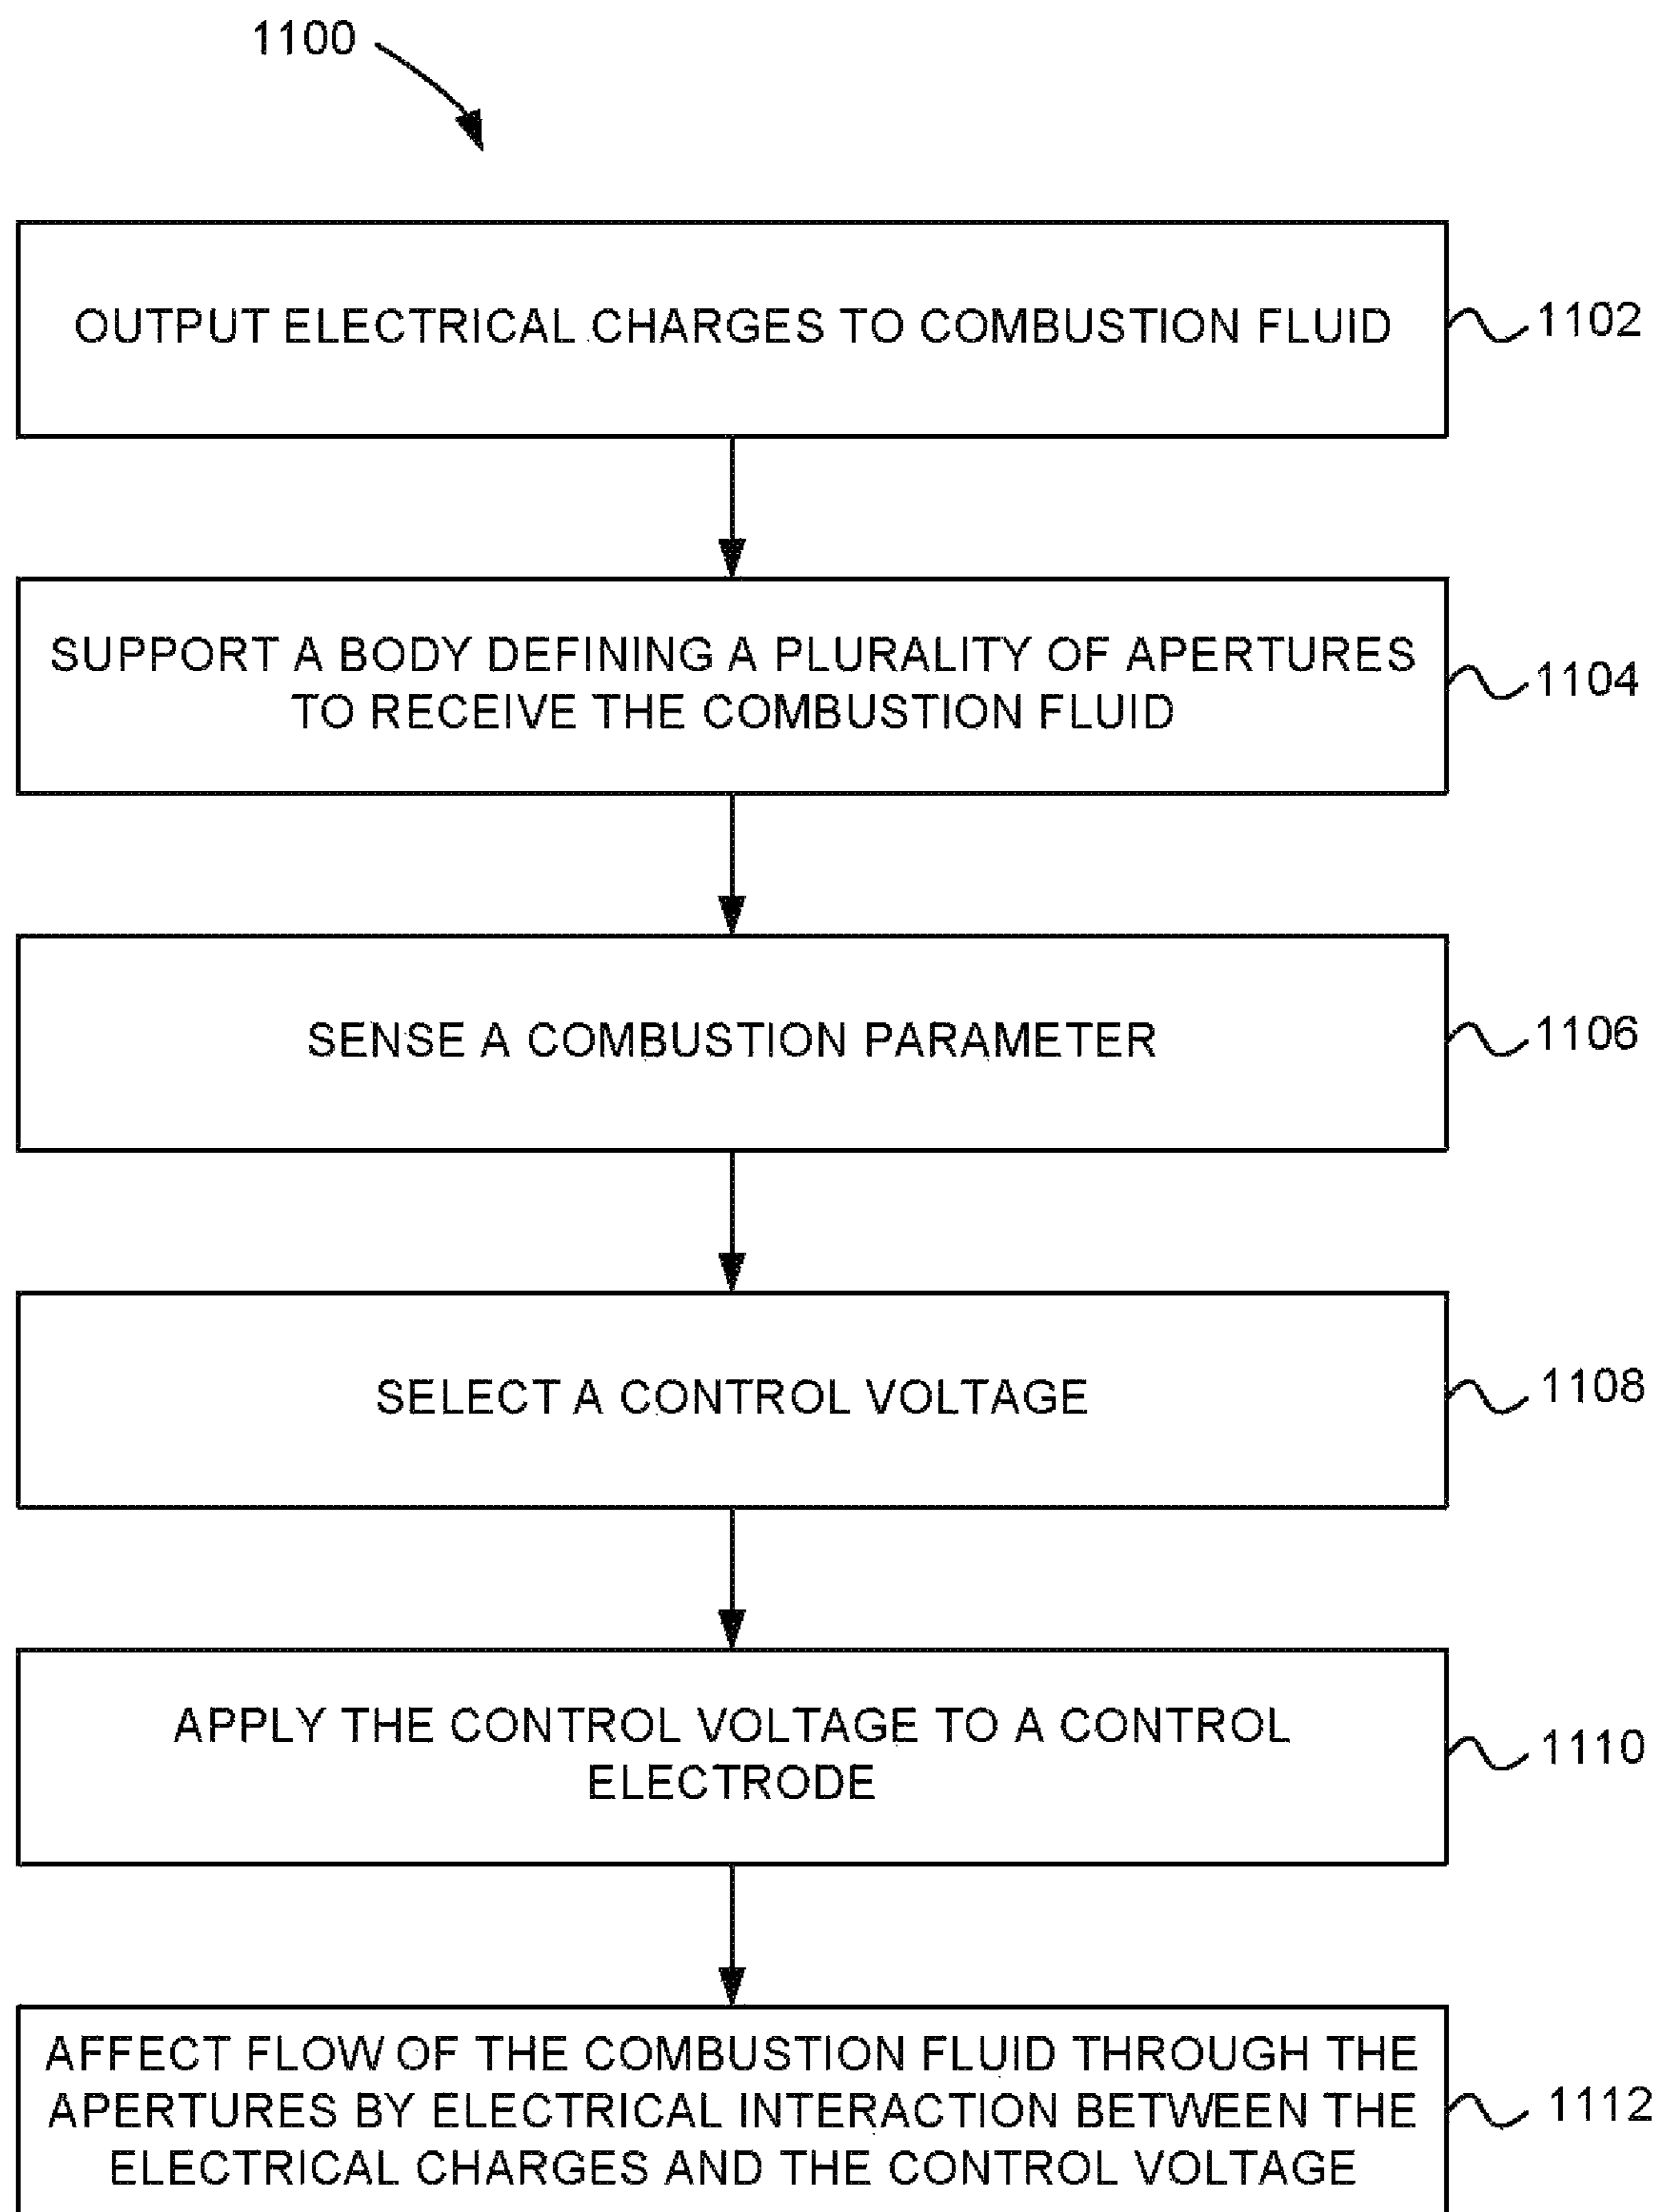 1100
OUTPUT ELECTRICAL CHARGES TO COMBUSTION FLUID
1102
SUPPORT A BODY DEFINING A PLURALITY OF APERTURES
TO RECEIVE THE COMBUSTION FLUID
1104
SENSE A COMBUSTION PARAMETER
1106
SELECT A CONTROL VOLTAGE
1108
APPLY THE CONTROL VOLTAGE TO A CONTROL
ELECTRODE
1110
AFFECT FLOW OF THE COMBUSTION FLUID THROUGH THE
APERTURES BY ELECTRICAL INTERACTION BETWEEN THE
ELECTRICAL CHARGES AND THE CONTROL VOLTAGE
1112